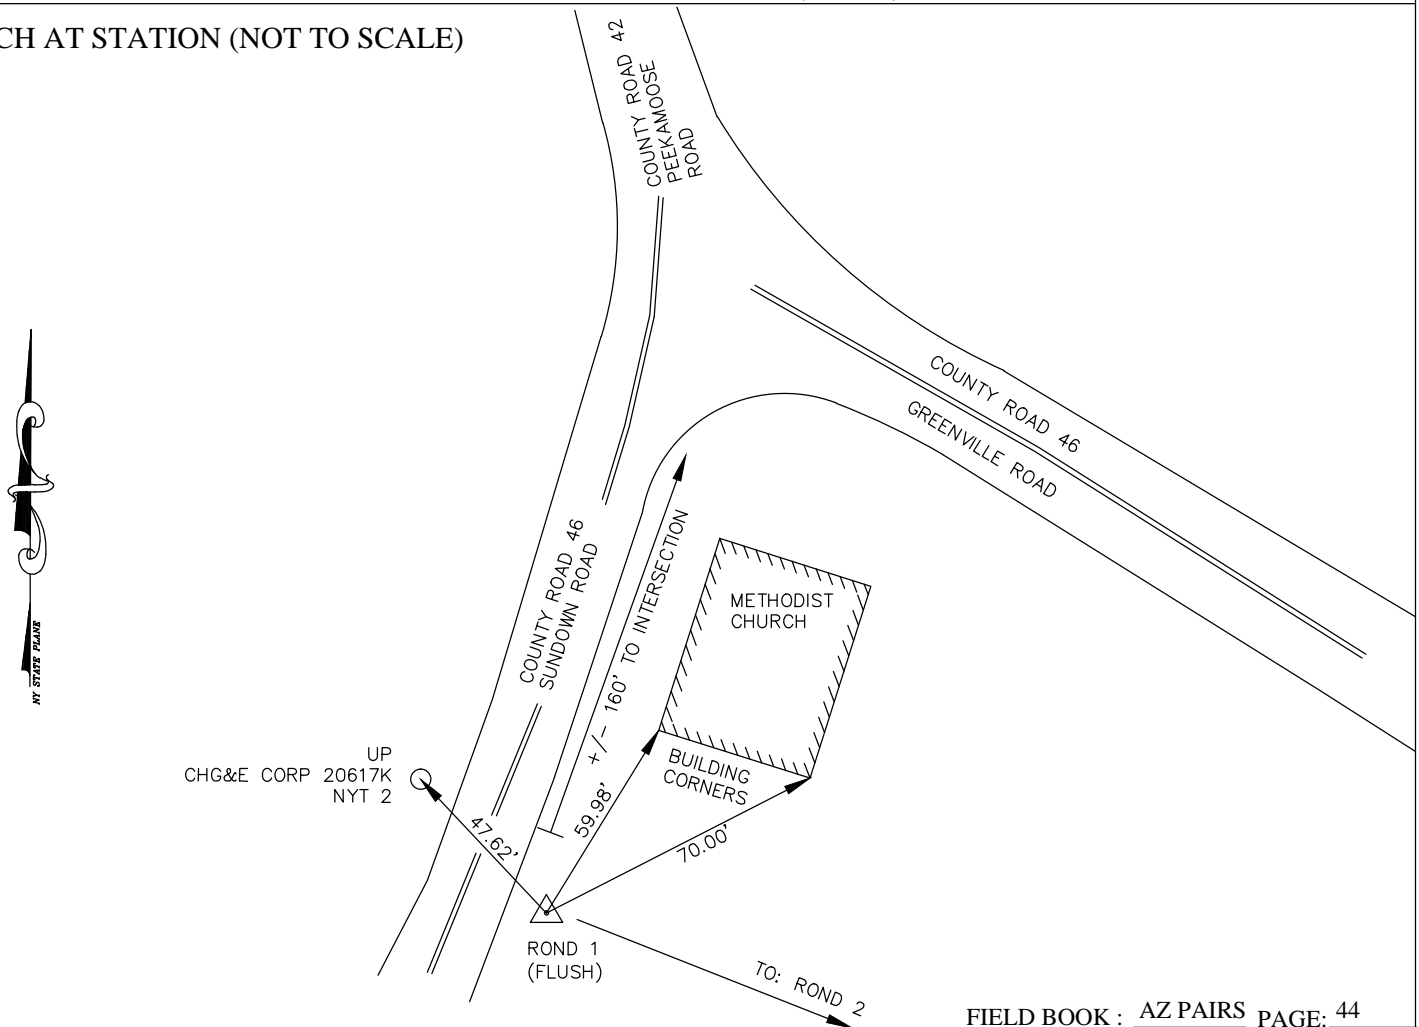 CH AT STATION (NOT TO SCALE)
COUNTY ROAD 42
PEEKAMOOSE
ROAD
COUNTY ROAD 46
GREENVILLE ROAD
COUNTY ROAD 46
SUNDOWN ROAD
+/- 160' TO INTERSECTION
METHODIST
CHURCH
NY STATE PLANE
BUILDING
CORNERS
UP
CHG&E CORP 20617K
NYT 2
47.62'
59.98'
70.00'
ROND 1
(FLUSH)
TO: ROND 2
FIELD BOOK : AZ PAIRS PAGE: 44